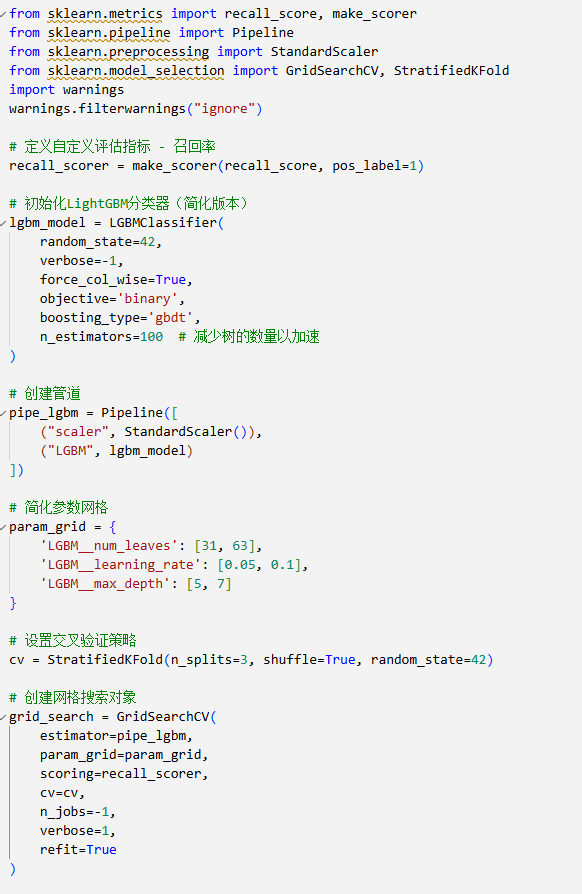 from sklearn.metrics import recall_score, make_scorer
from sklearn.pipeline import Pipeline
from sklearn.preprocessing import StandardScaler
from sklearn.model_selection import GridSearchCV, StratifiedKFold
import warnings
warnings.filterwarnings("ignore")

# 定义自定义评估指标 - 召回率
recall_scorer = make_scorer(recall_score, pos_label=1)

# 初始化LightGBM分类器（简化版本）
lgbm_model = LGBMClassifier(
    random_state=42,
    verbose=-1,
    force_col_wise=True,
    objective='binary',
    boosting_type='gbdt',
    n_estimators=100  # 减少树的数量以加速
)

# 创建管道
pipe_lgbm = Pipeline([
    ("scaler", StandardScaler()),
    ("LGBM", lgbm_model)
])

# 简化参数网格
param_grid = {
    'LGBM__num_leaves': [31, 63],
    'LGBM__learning_rate': [0.05, 0.1],
    'LGBM__max_depth': [5, 7]
}

# 设置交叉验证策略
cv = StratifiedKFold(n_splits=3, shuffle=True, random_state=42)

# 创建网格搜索对象
grid_search = GridSearchCV(
    estimator=pipe_lgbm,
    param_grid=param_grid,
    scoring=recall_scorer,
    cv=cv,
    n_jobs=-1,
    verbose=1,
    refit=True
)